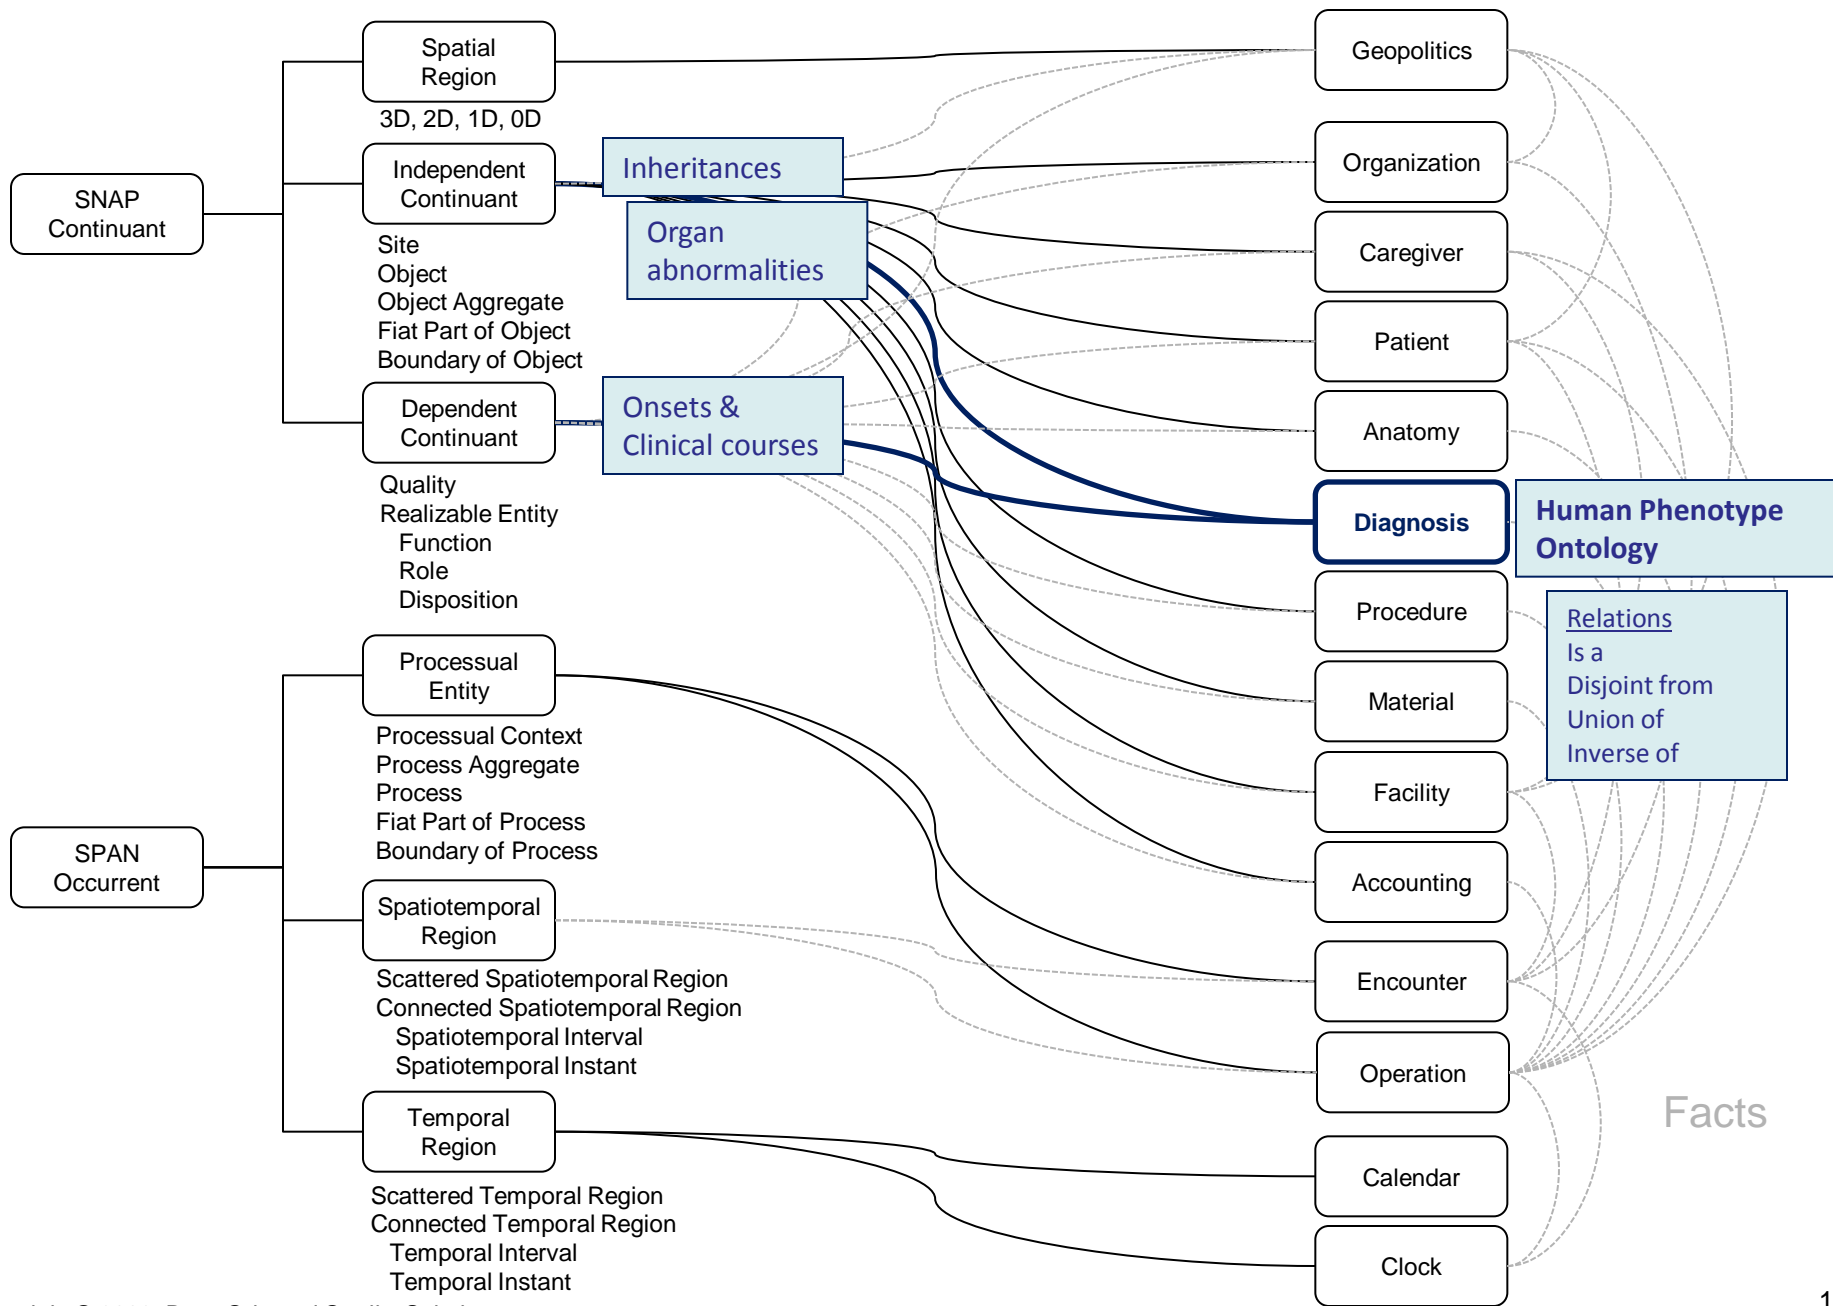 SNAP
Continuant
Spatial
Region
3D, 2D, 1D, 0D
Independent
Continuant
Site
Object
Object Aggregate
Fiat Part of Object
Boundary of Object
Dependent
Continuant
Quality
Realizable Entity
Function
Role
Disposition
SPAN
Occurrent
Processual
Entity
Processual Context
Process Aggregate
Process
Fiat Part of Process
Boundary of Process
Spatiotemporal
Region
Scattered Spatiotemporal Region
Connected Spatiotemporal Region
Spatiotemporal Interval
Spatiotemporal Instant
Temporal
Region
Scattered Temporal Region
Connected Temporal Region
Temporal Interval
Temporal Instant
Inheritances
Organ
abnormalities
Onsets &
Clinical courses
Geopolitics
Organization
Caregiver
Patient
Anatomy
Diagnosis
Procedure
Material
Facility
Accounting
Encounter
Operation
Calendar
Clock
Human Phenotype
Ontology
Relations
Is a
Disjoint from
Union of
Inverse of
Facts
1